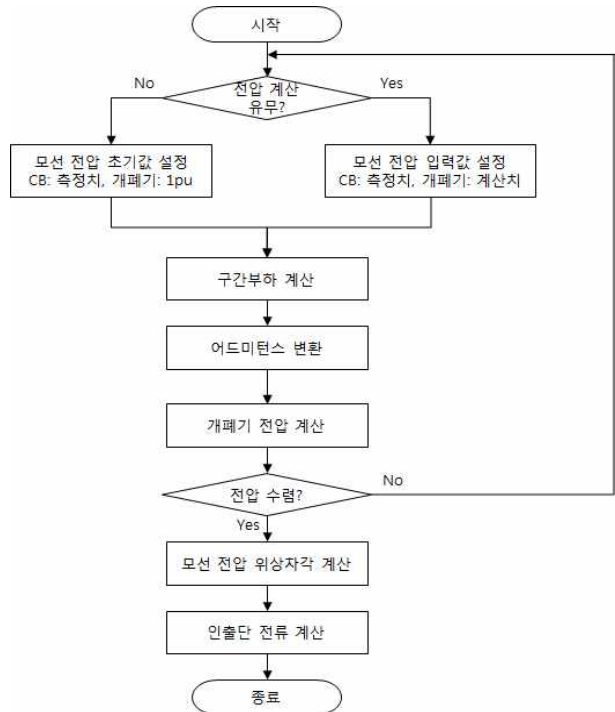 시작
전압 계산
유무?
No
Yes
모선 전압 초기값 설정
CB: 측정치, 개폐기: 1pu
모선 전압 입력값 설정
CB: 측정치, 개폐기: 계산치
구간부하 계산
어드미턴스 변환
개폐기 전압 계산
전압 수렴?
No
Yes
모선 전압 위상차각 계산
인출단 전류 계산
종료